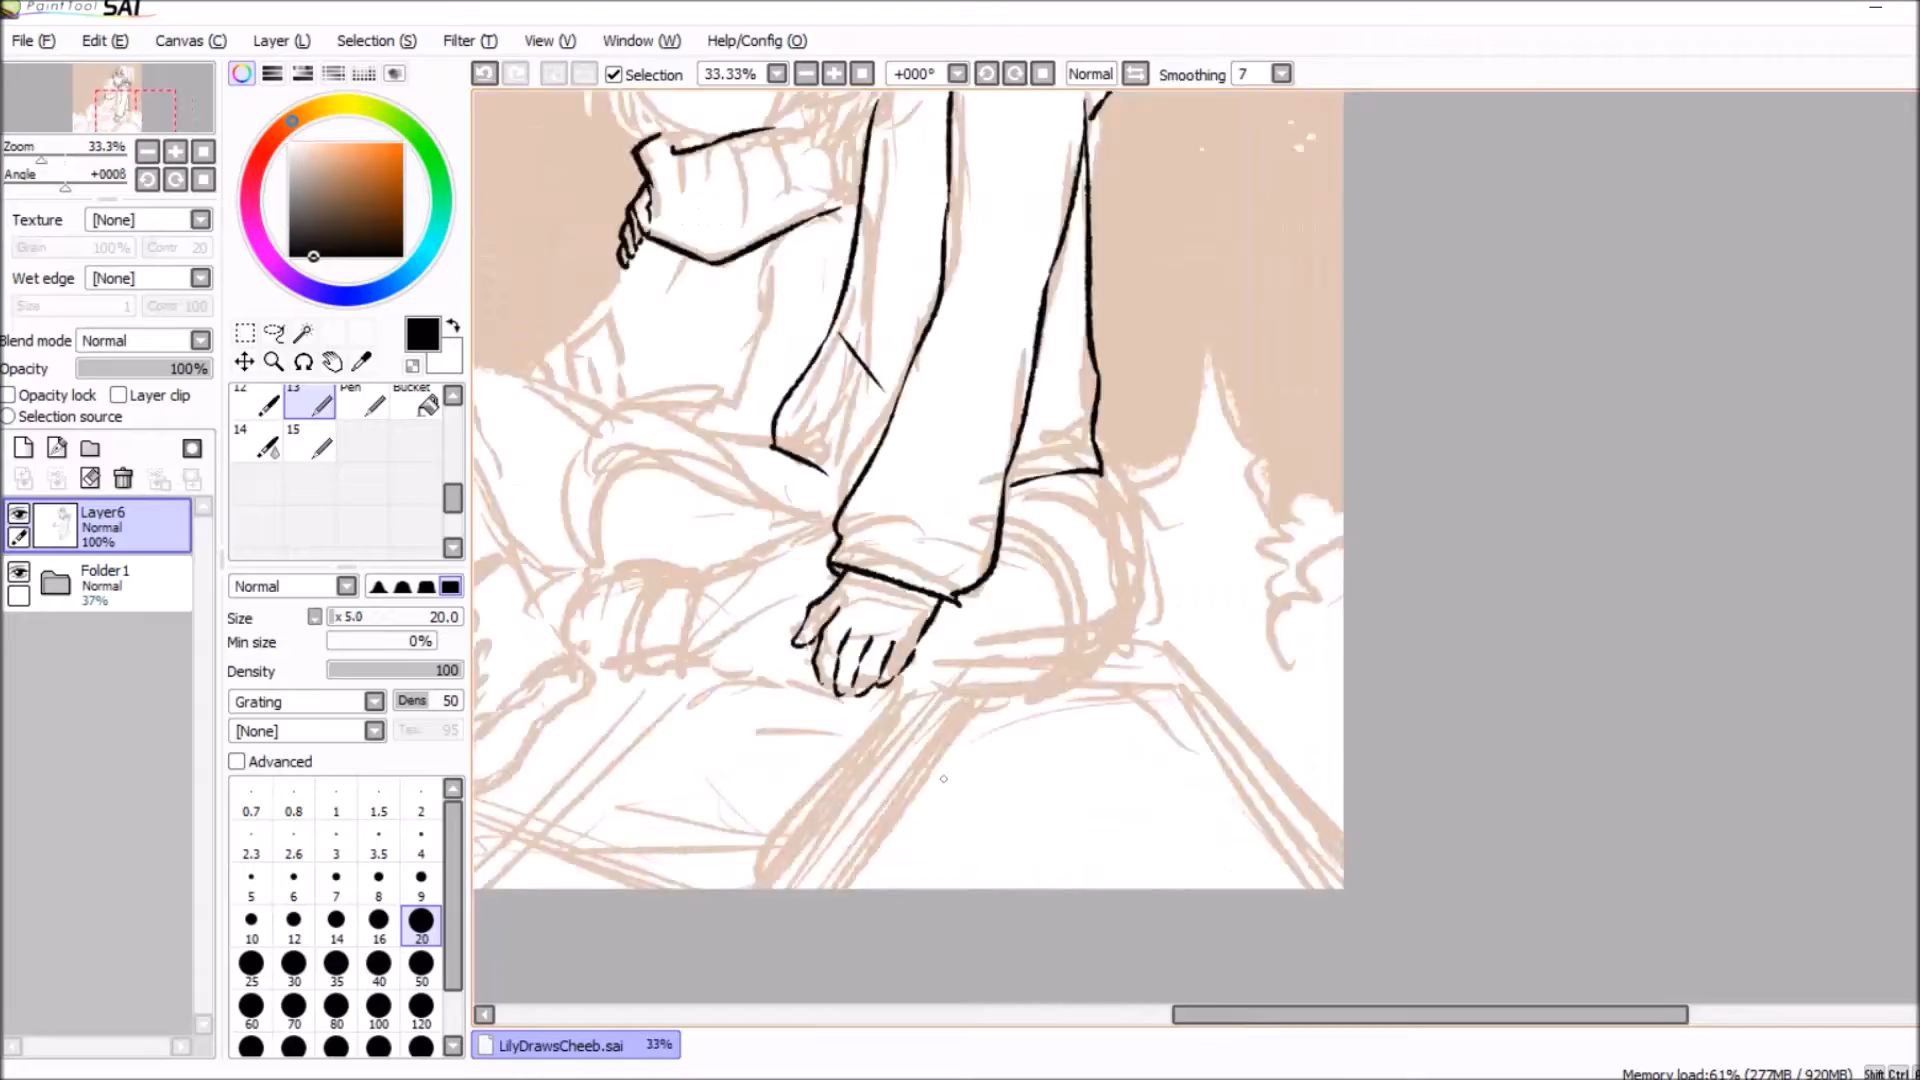 PaintTool SAI
File (F) Edit (E) Canvas (C) Layer (L) Selection (S) Filter (T) View (V) Window (W) Help/Config (O)
Selection 33.33% +000° Normal Smoothing 7
Zoom 33.3%
Angle +000ß
Texture [None]
Grain 100% Contr 20
Wet edge [None]
Size 1 Contr 100
Blend mode Normal
Opacity 100%
Opacity lock Layer clip
Selection source
Layer6
Normal
100%
Folder1
Normal
37%
12 13 Pen Bucket
14 15
Normal
Size x 5.0 20.0
Min size 0%
Density 100
Grating Dens 50
[None] 95
Advanced
0.7 0.8 1 1.5 2
2.3 2.6 3 3.5 4
5 6 7 8 9
10 12 14 16 20
25 30 35 40 50
60 70 80 100 120
LilyDrawsCheeb.sai 33%
Memory load:61% (277MB / 920MB) Shift Ctrl